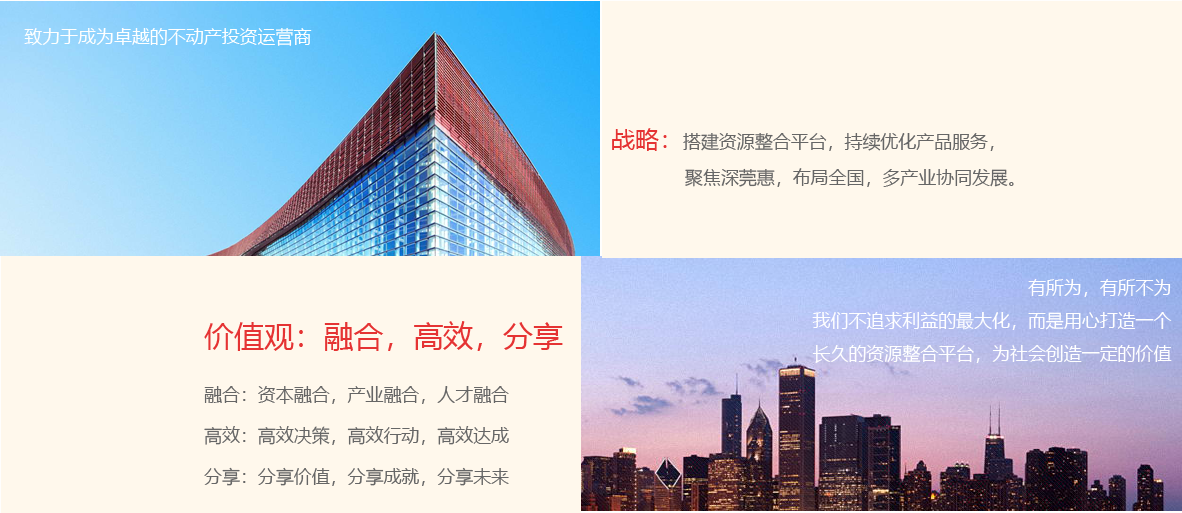 致力于成为卓越的不动产投资运营商
战略：搭建资源整合平台，持续优化产品服务，
聚焦深莞惠，布局全国，多产业协同发展。
价值观：融合，高效，分享
融合：资本融合，产业融合，人才融合
高效：高效决策，高效行动，高效达成
分享：分享价值，分享成就，分享未来
有所为，有所不为
我们不追求利益的最大化，而是用心打造一个
长久的资源整合平台，为社会创造一定的价值